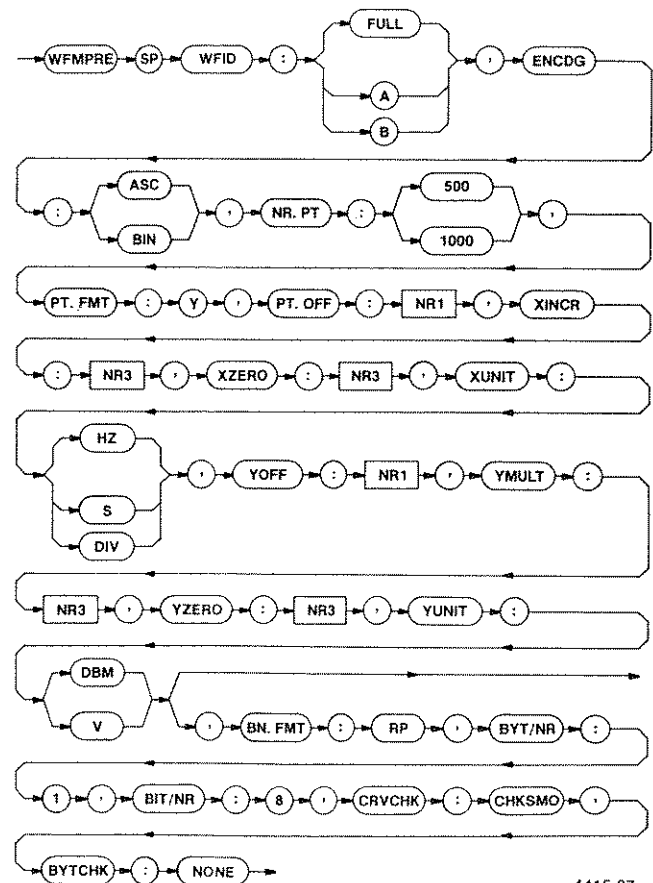 FULL
WFMPRE SP WFID : A , ENCDG
B
: ASC , NR. PT : 500 ,
BIN 1000
PT. FMT : Y , PT. OFF : NR1 , XINCR
: NR3 , XZERO : NR3 , XUNIT :
HZ
S , YOFF : NR1 , YMULT :
DIV
NR3 , YZERO : NR3 , YUNIT :
DBM
V , BN. FMT : RP , BYT/NR :
1 , BIT/NR : 8 , CRVCHK : CHKSMO ,
BYTCHK : NONE